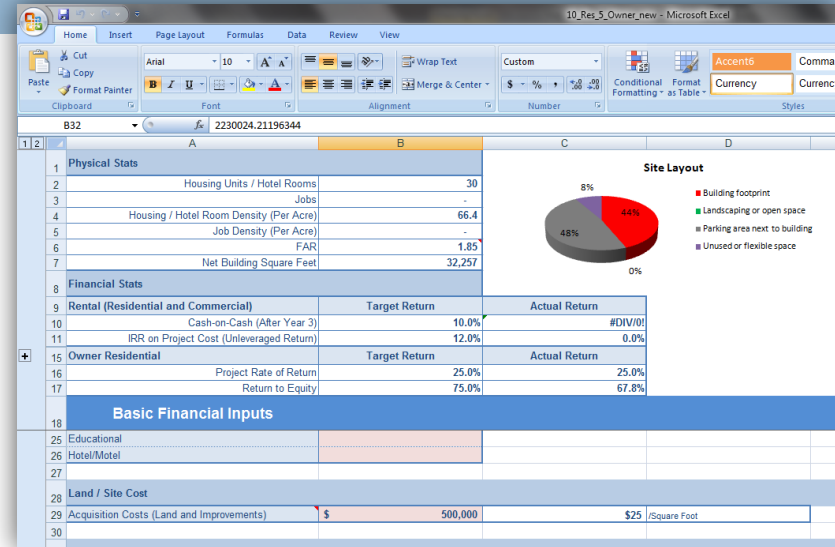 10_Res_5_Owner_new - Microsoft Excel
Home Insert Page Layout Formulas Data Review View
Cut
Copy
Format Painter
Paste
Clipboard
Arial 10 A A
B I U A
Font
Wrap Text
Merge & Center
Alignment
Custom
$ % , .0 .00 .00 .0
Number
Conditional Formatting
Format as Table
Accent6 Comma
Currency Currenc
Styles
B32 fx 2230024.21196344
1 2
A B C D
1 Physical Stats
2 Housing Units / Hotel Rooms 30
3 Jobs -
4 Housing / Hotel Room Density (Per Acre) 66.4
5 Job Density (Per Acre) -
6 FAR 1.85
7 Net Building Square Feet 32,257
Site Layout
8%
44%
48%
0%
Building footprint
Landscaping or open space
Parking area next to building
Unused or flexible space
8 Financial Stats
9 Rental (Residential and Commercial) Target Return Actual Return
10 Cash-on-Cash (After Year 3) 10.0% #DIV/0!
11 IRR on Project Cost (Unleveraged Return) 12.0% 0.0%
15 Owner Residential Target Return Actual Return
16 Project Rate of Return 25.0% 25.0%
17 Return to Equity 75.0% 67.8%
18 Basic Financial Inputs
25 Educational
26 Hotel/Motel
27
28 Land / Site Cost
29 Acquisition Costs (Land and Improvements) $ 500,000 $25 /Square Foot
30